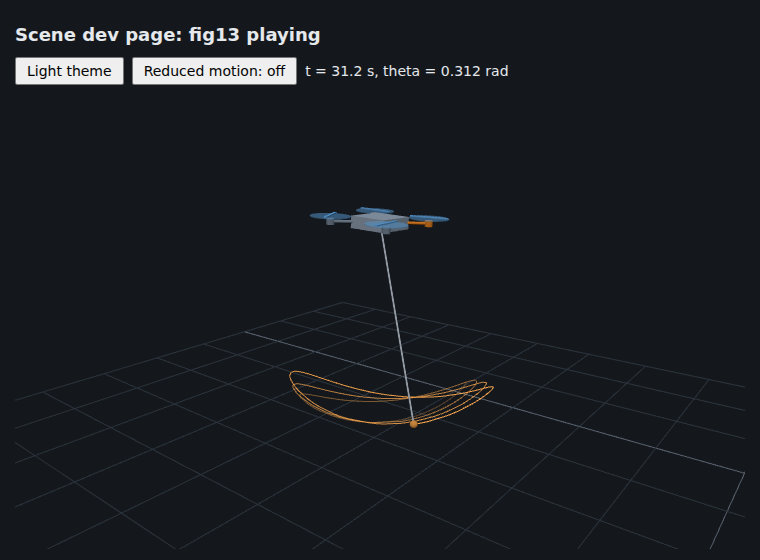 Scene dev page: fig13 playing
Light theme
Reduced motion: off
t = 31.2 s, theta = 0.312 rad